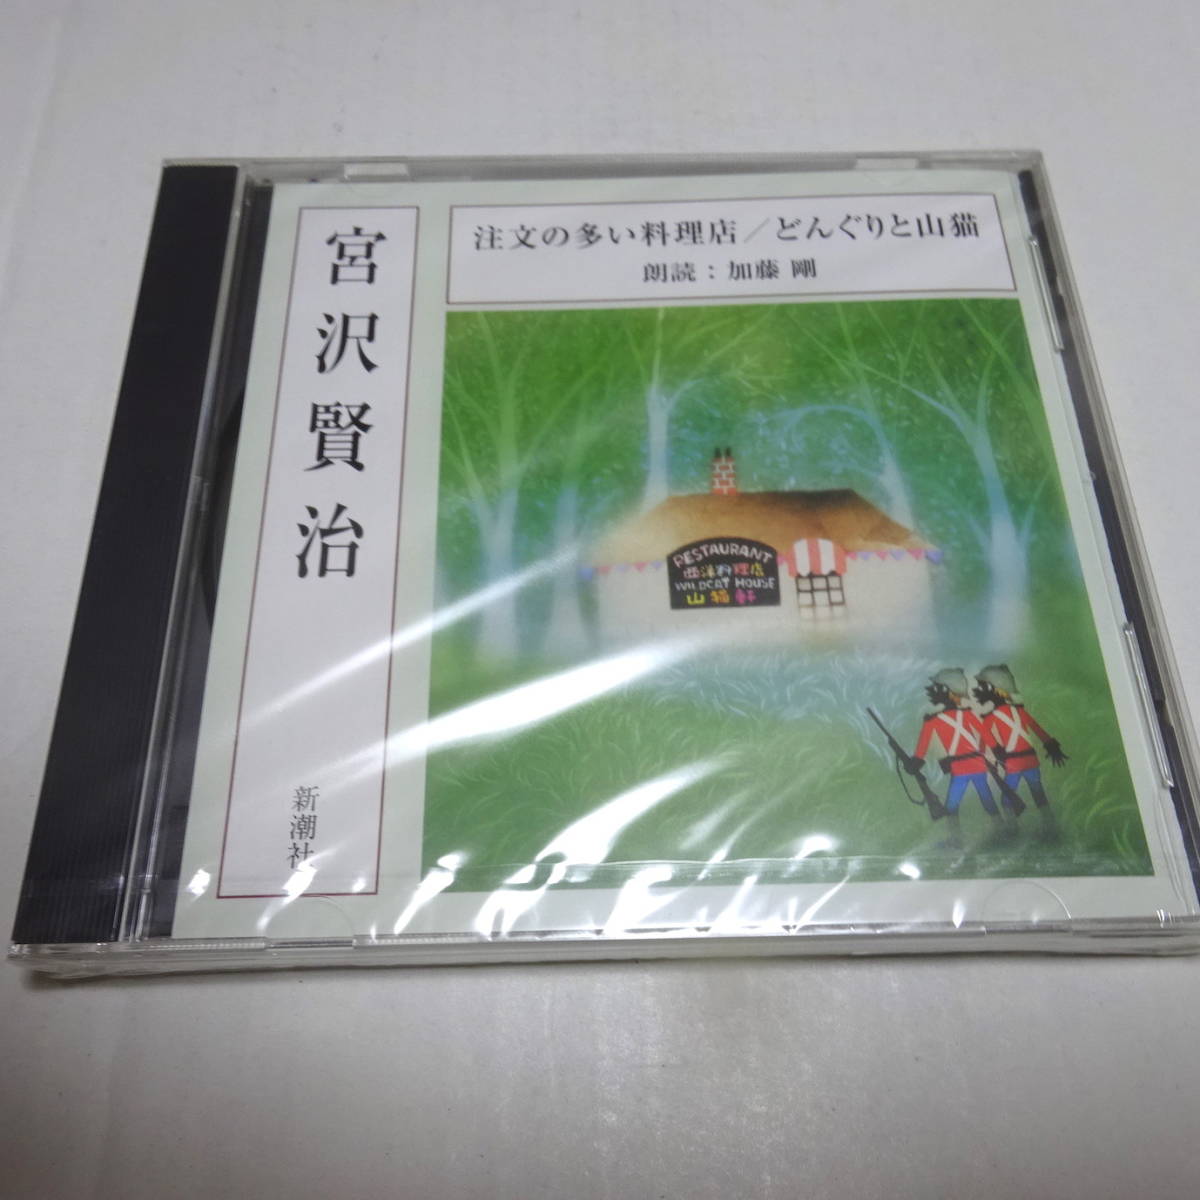 宮沢賢治
新潮社
注文の多い料理店／どんぐりと山猫
朗読：加藤 剛
RESTAURANT
西洋料理店
WILDCAT HOUSE
山猫軒